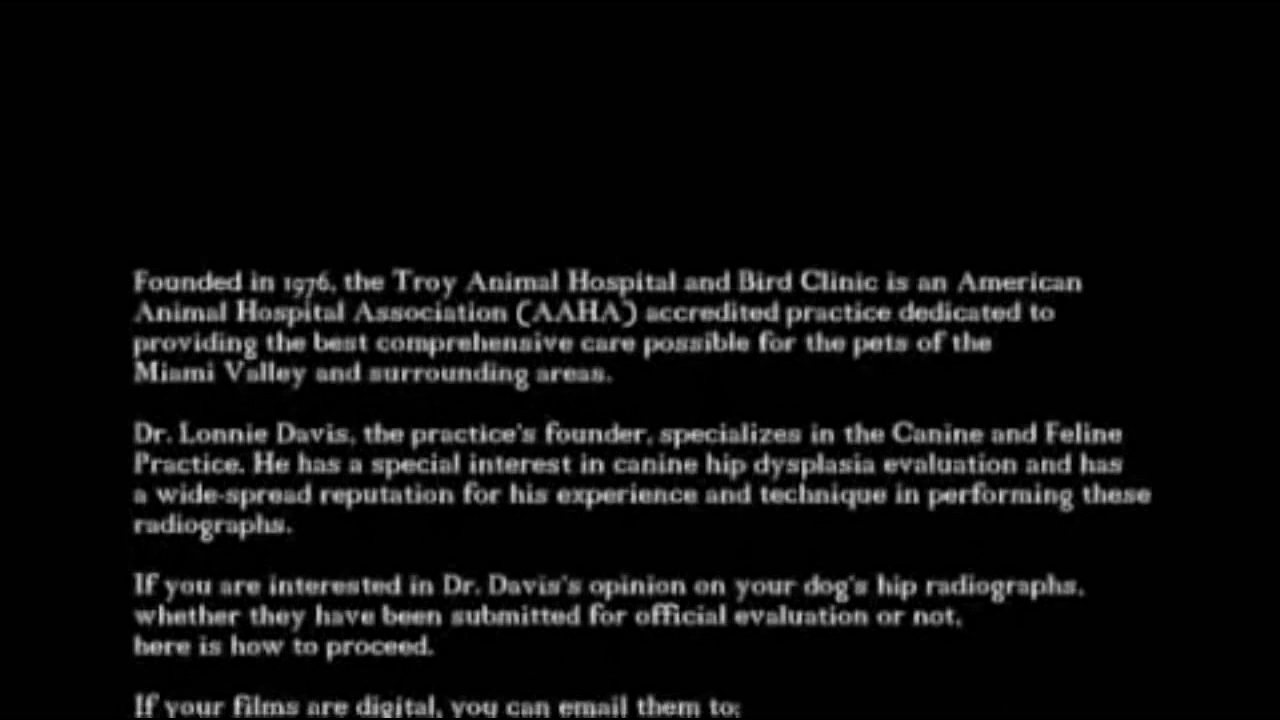 Founded in 1976, the Troy Animal Hospital and Bird Clinic is an American
Animal Hospital Association (AAHA) accredited practice dedicated to
providing the best comprehensive care possible for the pets of the
Miami Valley and surrounding areas.
Dr. Lonnie Davis, the practice's founder, specializes in the Canine and Feline
Practice. He has a special interest in canine hip dysplasia evaluation and has
a wide-spread reputation for his experience and technique in performing these
radiographs.
If you are interested in Dr. Davis's opinion on your dog's hip radiographs,
whether they have been submitted for official evaluation or not,
here is how to proceed.
If your films are digital, you can email them to: